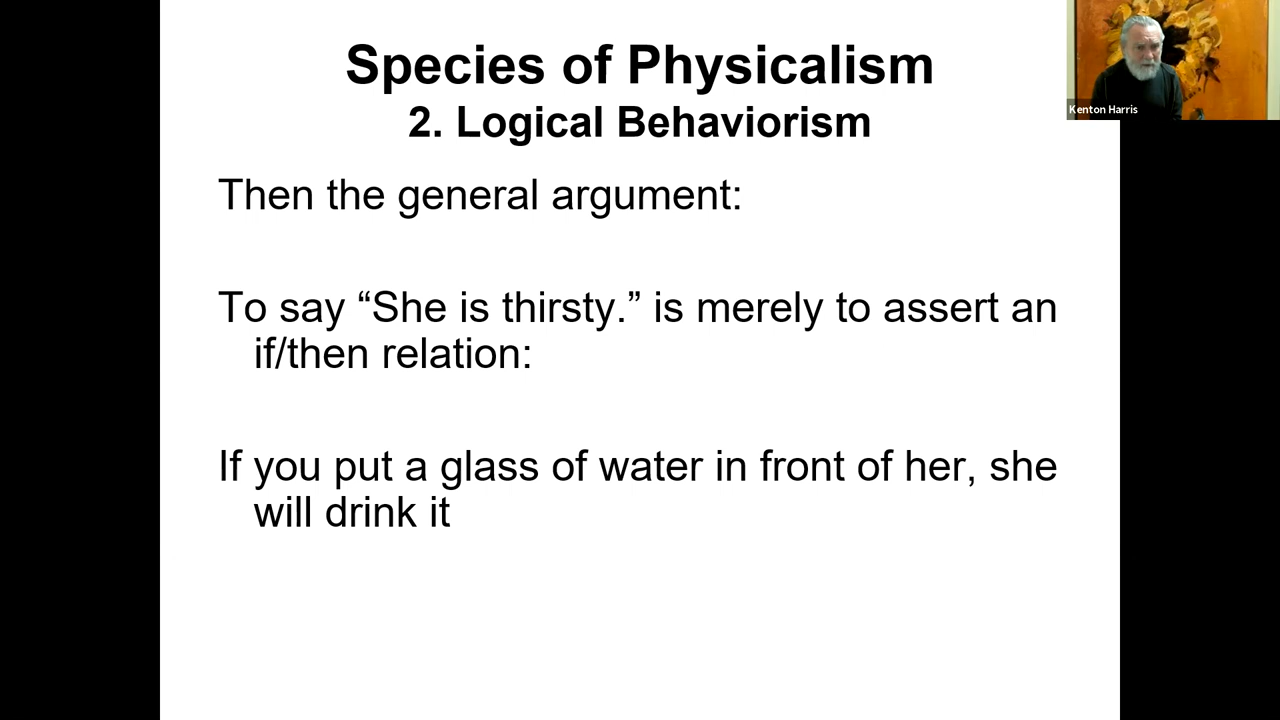 Species of Physicalism
2. Logical Behaviorism
Kenton Harris
Then the general argument:
To say “She is thirsty.” is merely to assert an
if/then relation:
If you put a glass of water in front of her, she
will drink it